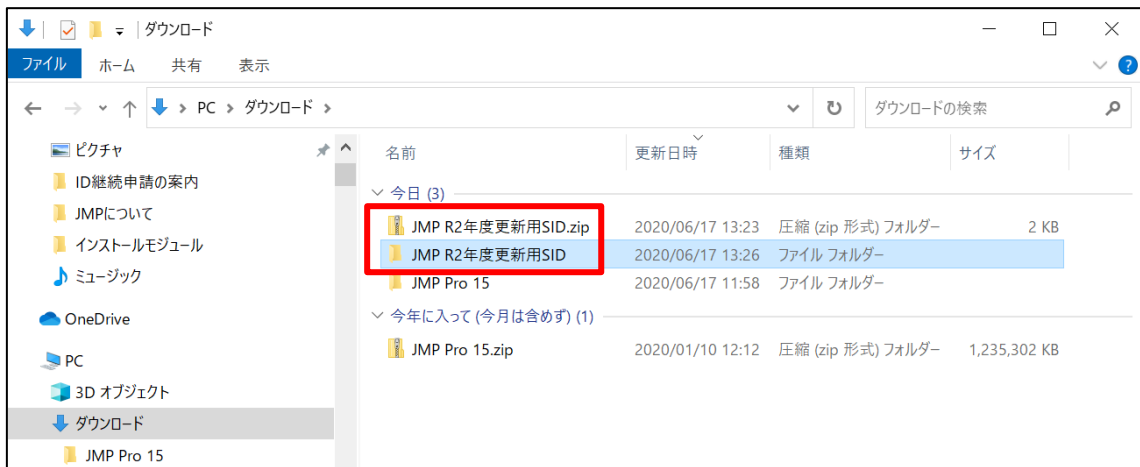 ダウンロード
ファイル ホーム 共有 表示
PC ダウンロード ダウンロードの検索
ピクチャ
ID継続申請の案内
JMPについて
インストールモジュール
ミュージック
OneDrive
PC
3D オブジェクト
ダウンロード
JMP Pro 15
名前 更新日時 種類 サイズ
今日 (3)
JMP R2年度更新用SID.zip 2020/06/17 13:23 圧縮 (zip 形式) フォルダー 2 KB
JMP R2年度更新用SID 2020/06/17 13:26 ファイル フォルダー
JMP Pro 15 2020/06/17 11:58 ファイル フォルダー
今年に入って (今月は含めず) (1)
JMP Pro 15.zip 2020/01/10 12:12 圧縮 (zip 形式) フォルダー 1,235,302 KB